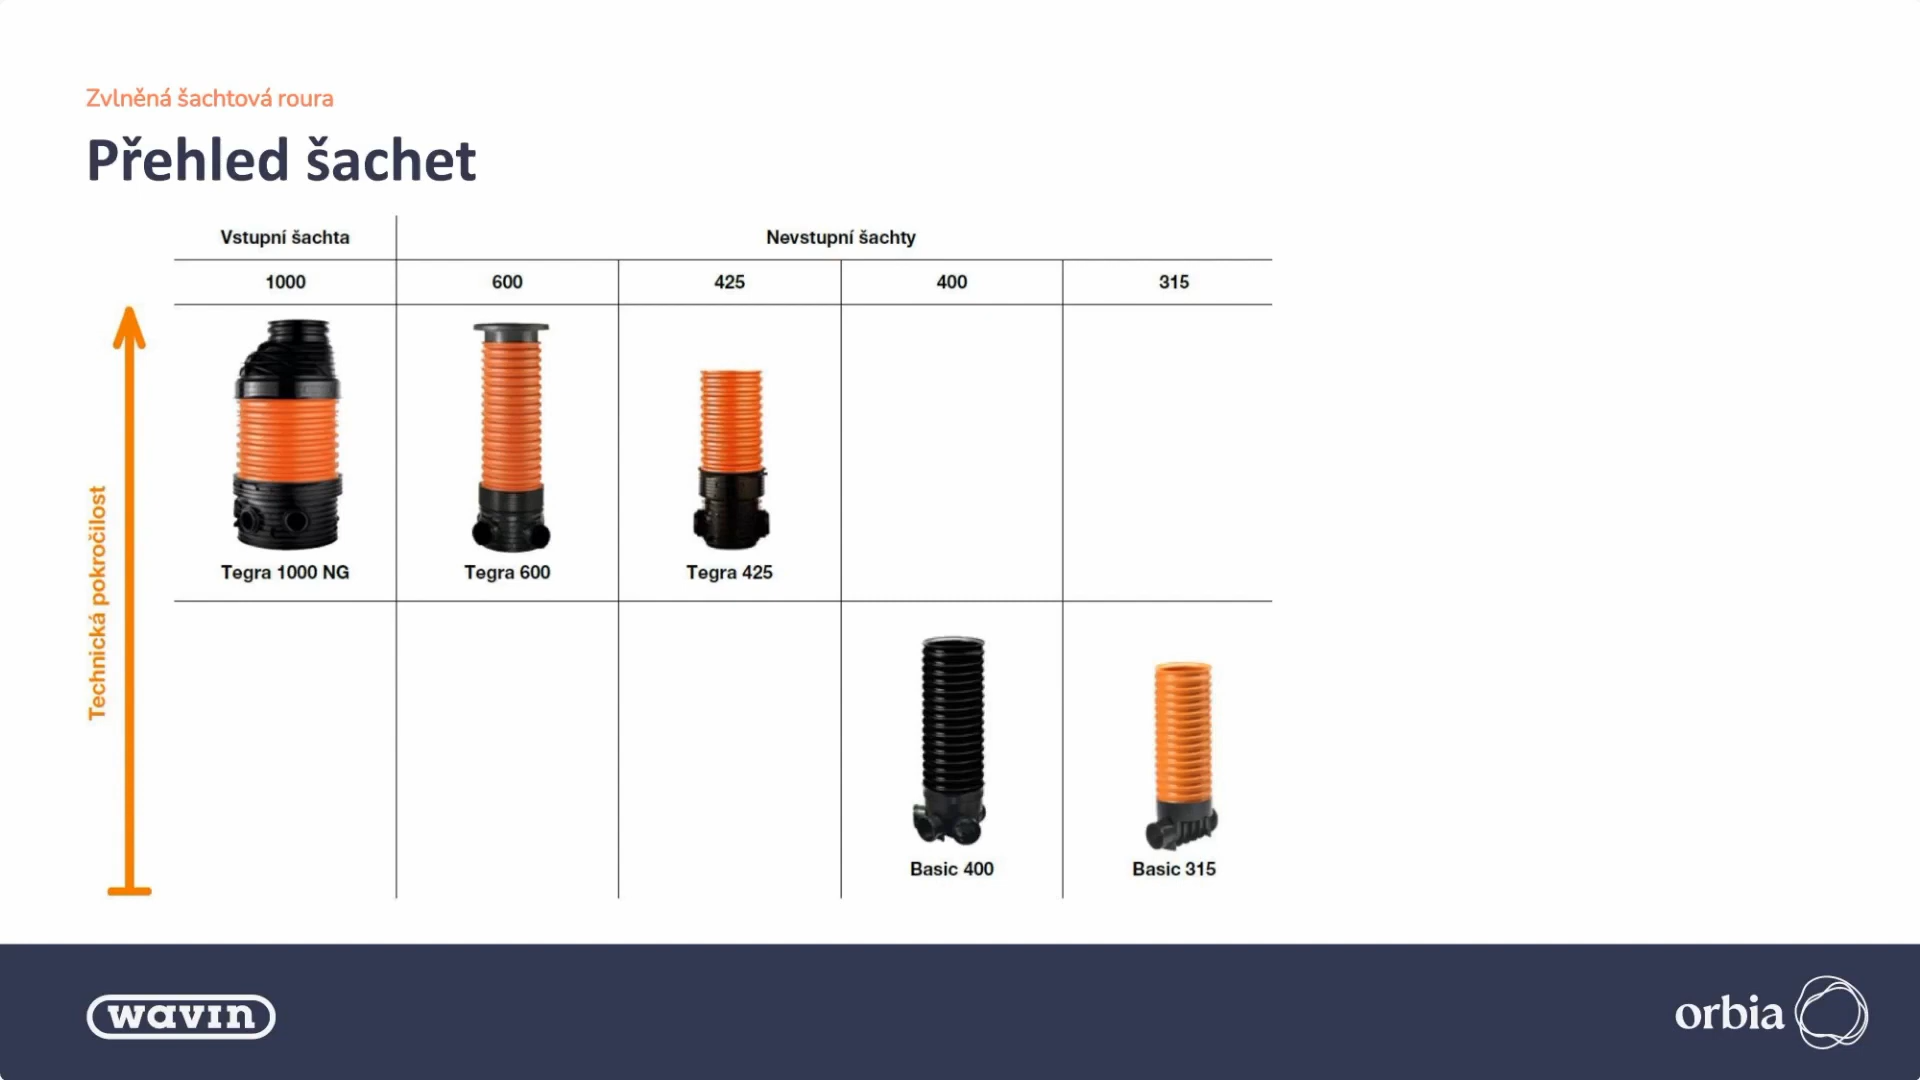 Zvlněná šachtová roura
Přehled šachet
Vstupní šachta Nevstupní šachty
1000 600 425 400 315
Technická pokročilost
Tegra 1000 NG Tegra 600 Tegra 425
Basic 400 Basic 315
wavin orbia